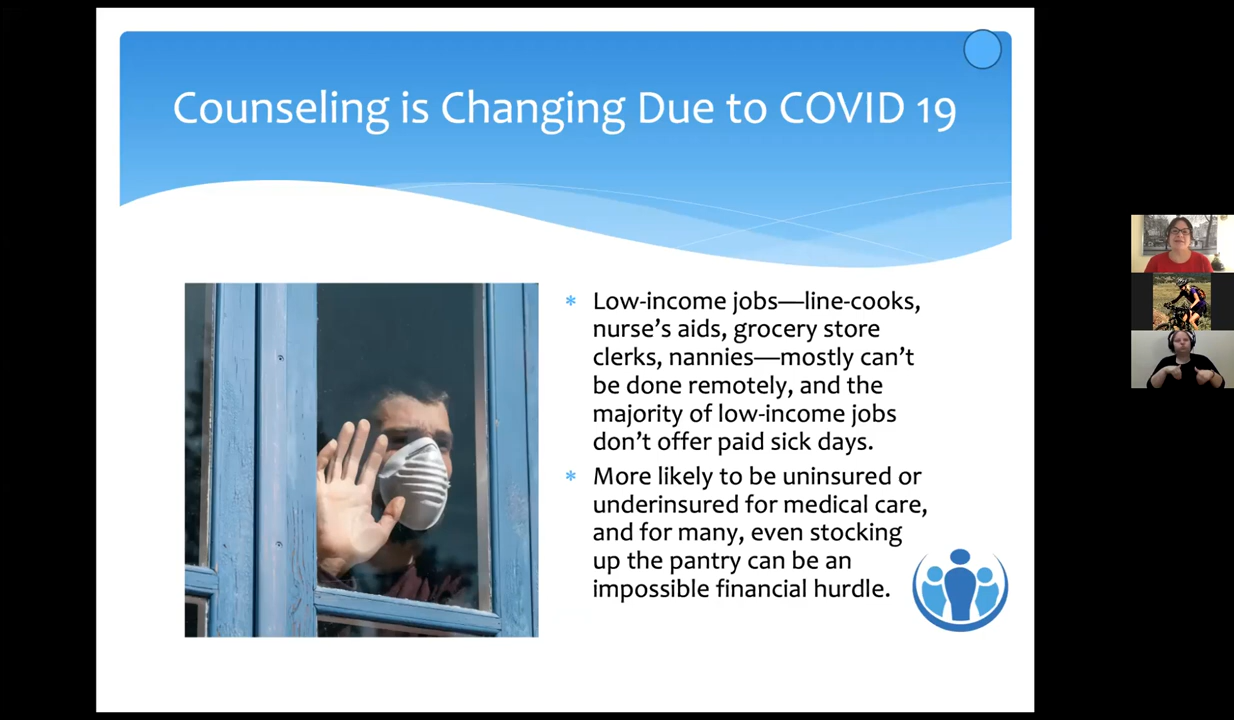 Counseling is Changing Due to COVID 19
* Low-income jobs—line-cooks,
nurse's aids, grocery store
clerks, nannies—mostly can't
be done remotely, and the
majority of low-income jobs
don't offer paid sick days.
* More likely to be uninsured or
underinsured for medical care,
and for many, even stocking
up the pantry can be an
impossible financial hurdle.